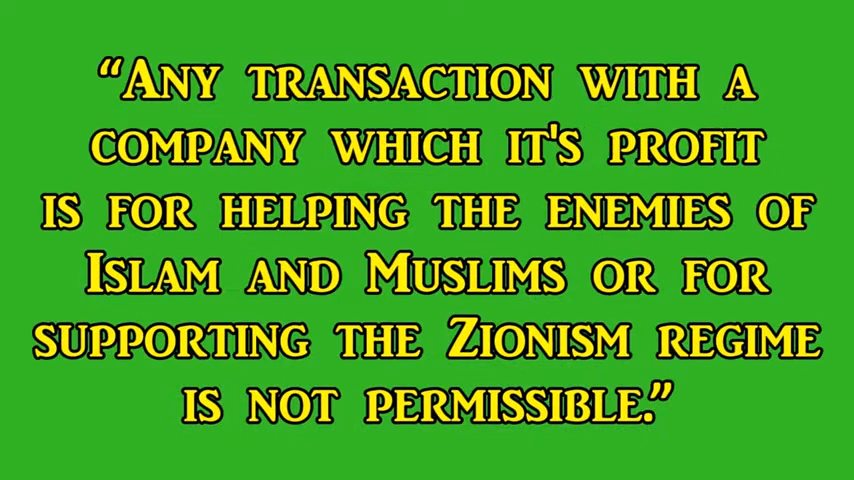 “Any transaction with a
company which it's profit
is for helping the enemies of
Islam and Muslims or for
supporting the Zionism regime
is not permissible.”